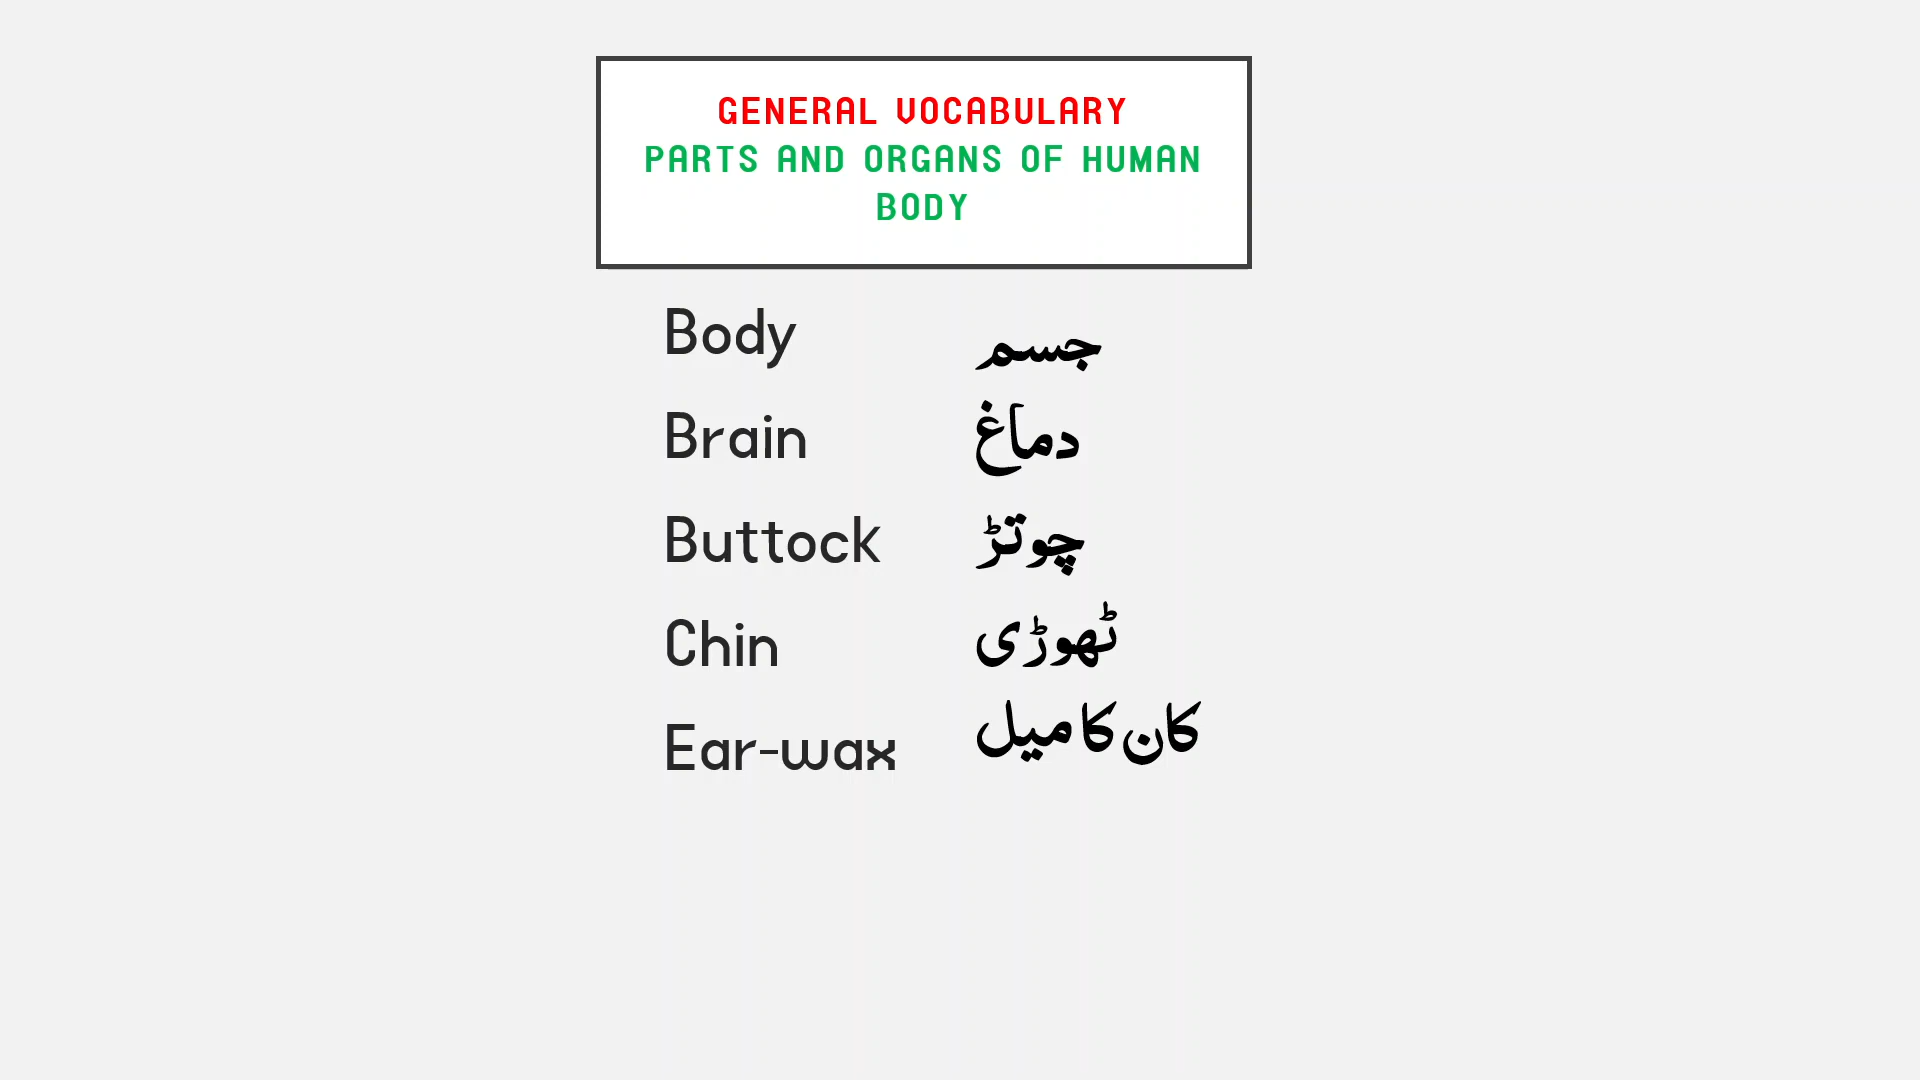 GENERAL VOCABULARY
PARTS AND ORGANS OF HUMAN
BODY
Body جسم
Brain دماغ
Buttock چوتڑ
Chin ٹھوڑی
Ear-wax کان کا میل